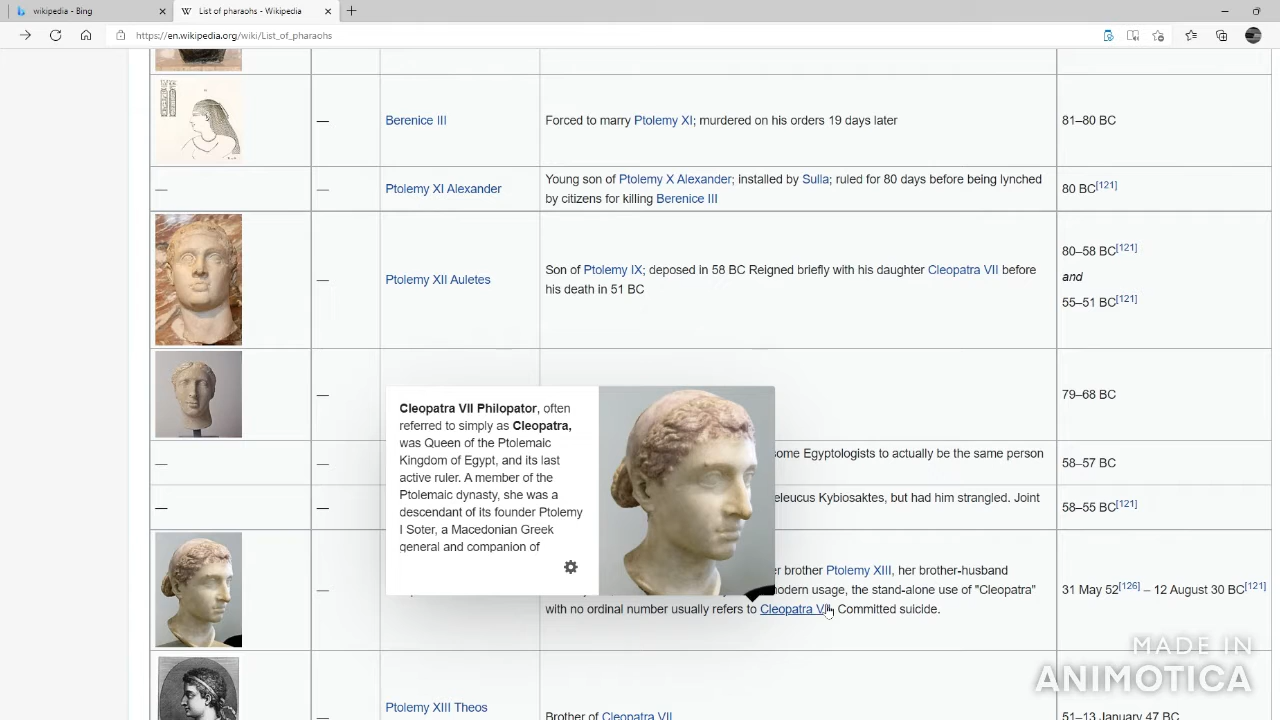 wikipedia - Bing
List of pharaohs - Wikipedia
https://en.wikipedia.org/wiki/List_of_pharaohs
— Berenice III Forced to marry Ptolemy XI; murdered on his orders 19 days later 81–80 BC
— — Ptolemy XI Alexander Young son of Ptolemy X Alexander; installed by Sulla; ruled for 80 days before being lynched 80 BC[121]
by citizens for killing Berenice III
— Ptolemy XII Auletes Son of Ptolemy IX; deposed in 58 BC Reigned briefly with his daughter Cleopatra VII before
his death in 51 BC
80–58 BC[121]
and
55–51 BC[121]
— 79–68 BC
Cleopatra VII Philopator, often
referred to simply as Cleopatra,
was Queen of the Ptolemaic
Kingdom of Egypt, and its last
active ruler. A member of the
Ptolemaic dynasty, she was a
descendant of its founder Ptolemy
I Soter, a Macedonian Greek
general and companion of
— — some Egyptologists to actually be the same person 58–57 BC
— — eleucus Kybiosaktes, but had him strangled. Joint 58–55 BC[121]
— er brother Ptolemy XIII, her brother-husband
odern usage, the stand-alone use of "Cleopatra" 31 May 52[126] – 12 August 30 BC[121]
with no ordinal number usually refers to Cleopatra VII Committed suicide.
— Ptolemy XIII Theos Brother of Cleopatra VII 51–13 January 47 BC
MADE IN
ANIMOTICA